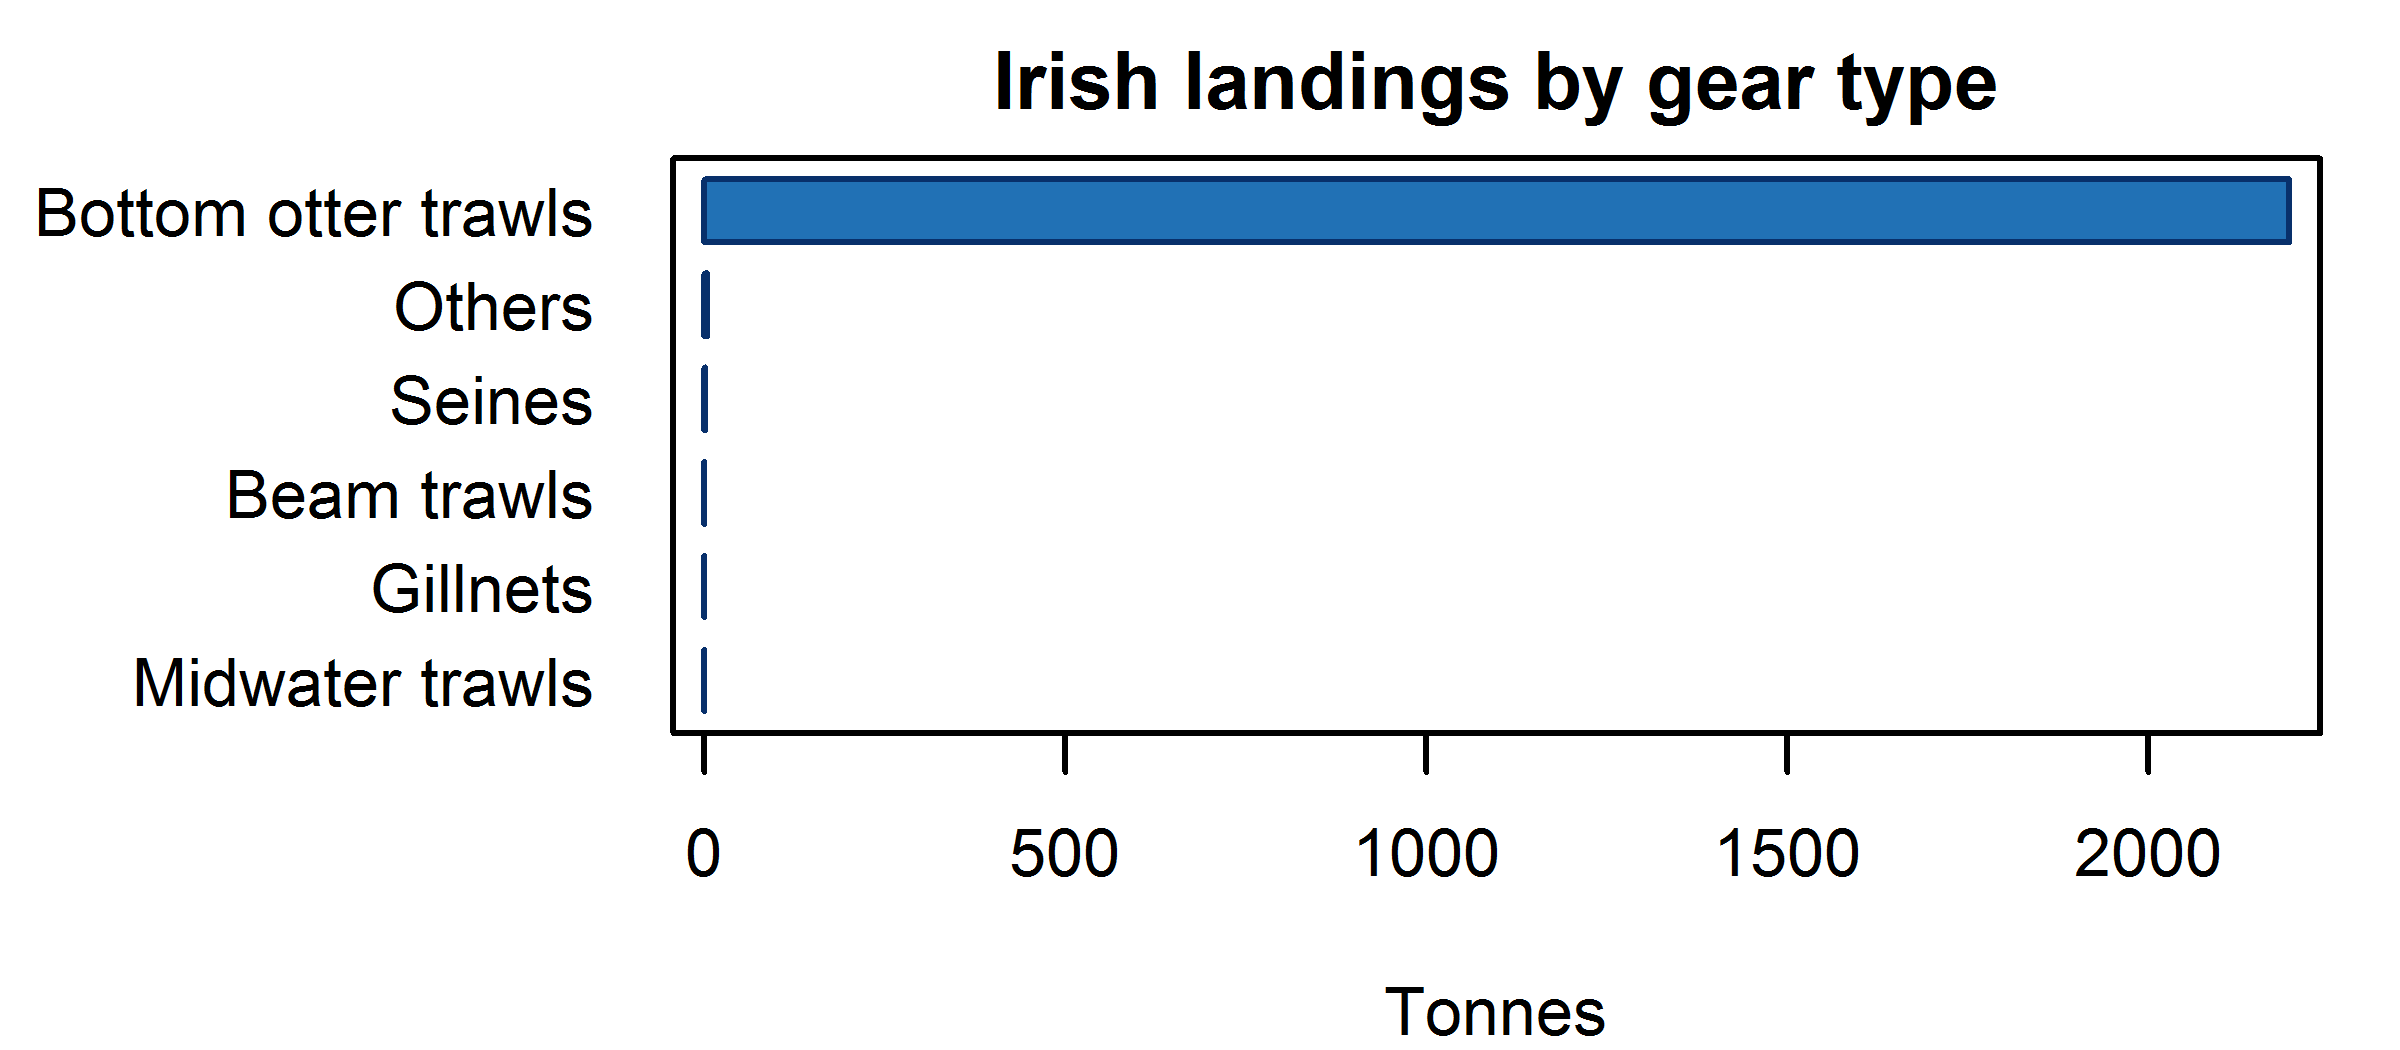 Irish landings by gear type
Bottom otter trawls
Others
Seines
Beam trawls
Gillnets
Midwater trawls
0 500 1000 1500 2000
Tonnes